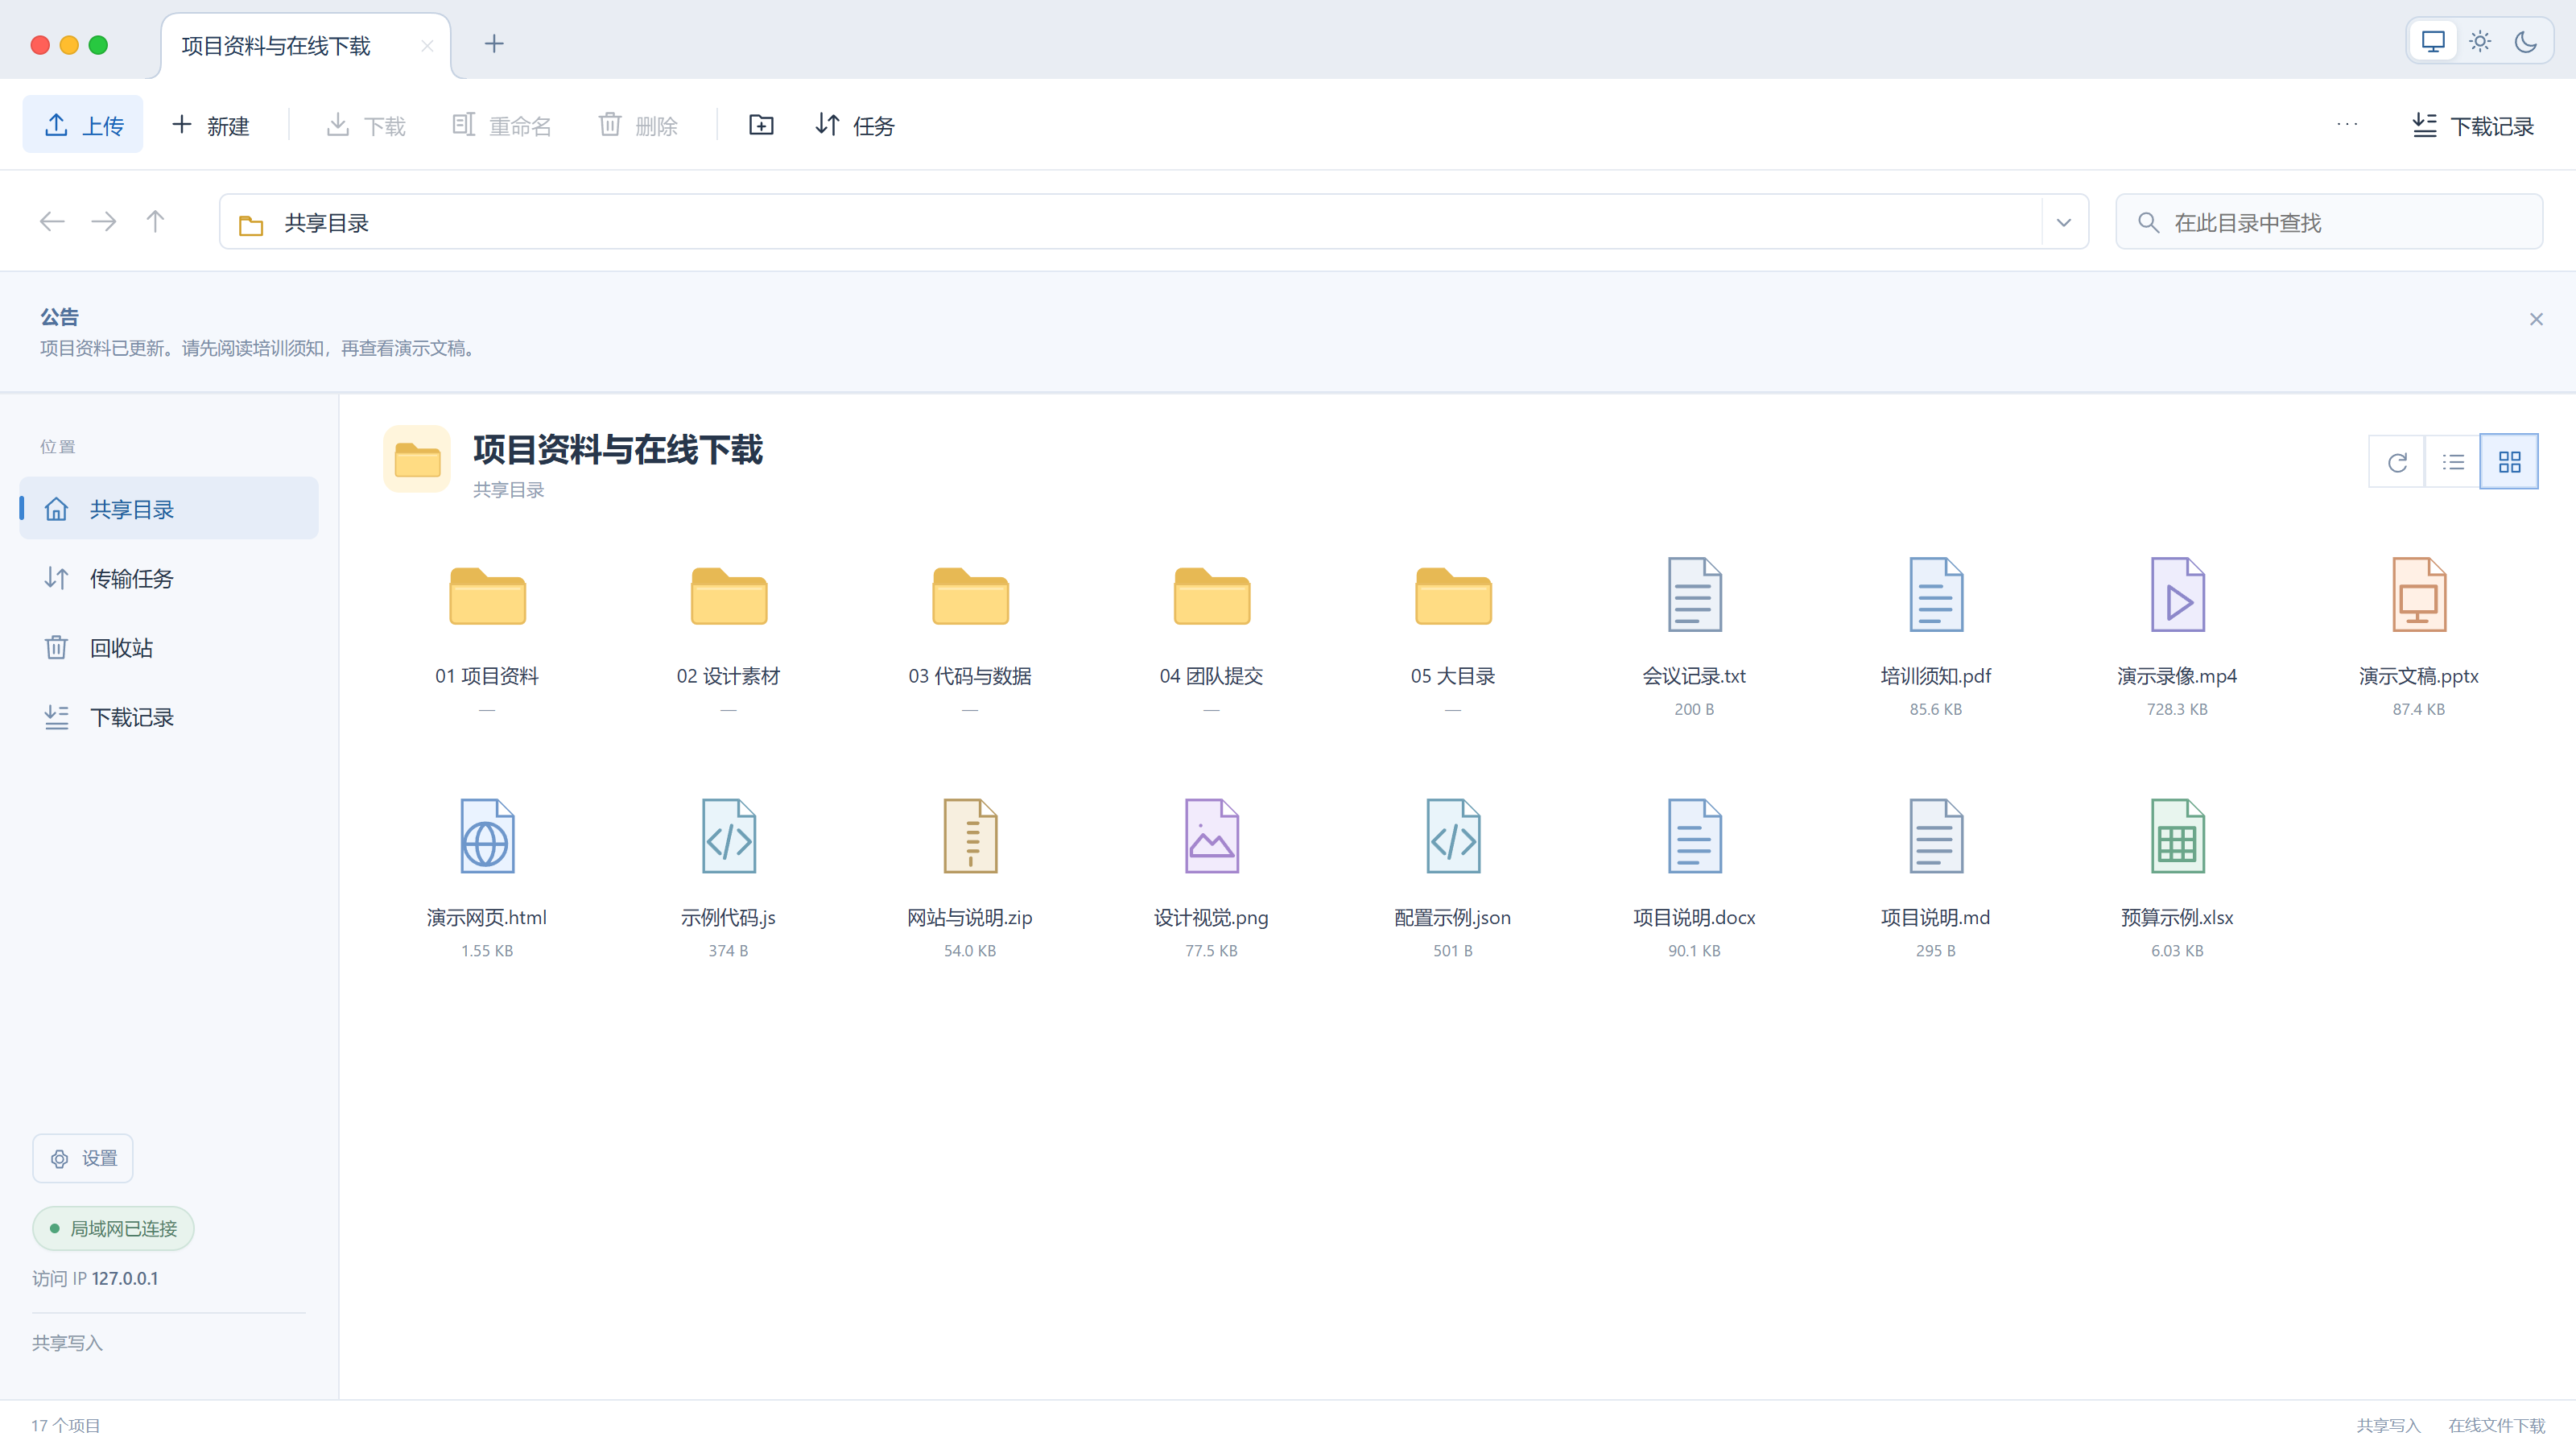 项目资料与在线下载
上传 新建 下载 重命名 删除 任务 ··· 下载记录
共享目录 在此目录中查找
公告
项目资料已更新。请先阅读培训须知，再查看演示文稿。
位置
共享目录
传输任务
回收站
下载记录
项目资料与在线下载
共享目录
01 项目资料 02 设计素材 03 代码与数据 04 团队提交 05 大目录 会议记录.txt 培训须知.pdf 演示录像.mp4 演示文稿.pptx
— — — — — 200 B 85.6 KB 728.3 KB 87.4 KB
演示网页.html 示例代码.js 网站与说明.zip 设计视觉.png 配置示例.json 项目说明.docx 项目说明.md 预算示例.xlsx
1.55 KB 374 B 54.0 KB 77.5 KB 501 B 90.1 KB 295 B 6.03 KB
设置
局域网已连接
访问 IP 127.0.0.1
共享写入
17 个项目 共享写入 在线文件下载